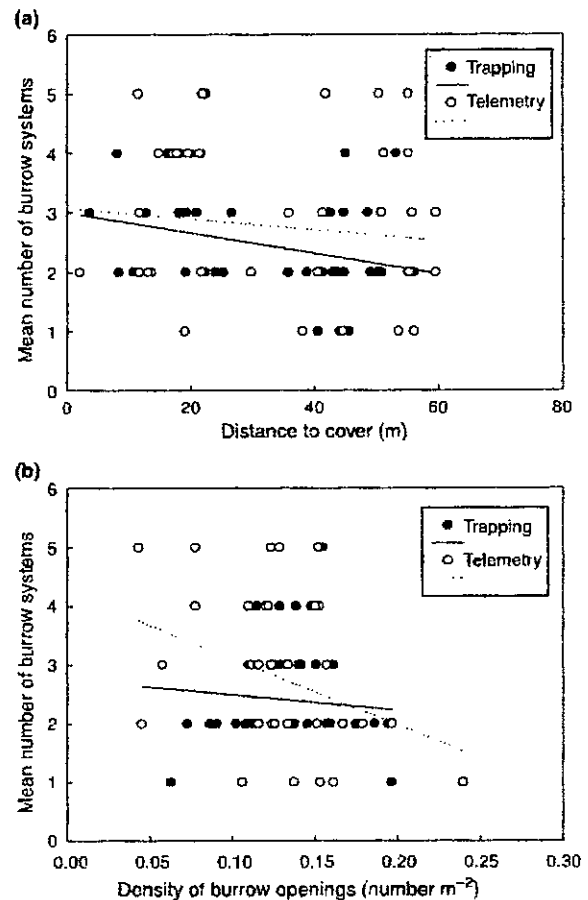 (a)
6
5
4
3
2
1
0
Mean number of burrow systems
Trapping
Telemetry
0 20 40 60 80
Distance to cover (m)
(b)
6
5
4
3
2
1
0
Mean number of burrow systems
Trapping
Telemetry
0.00 0.05 0.10 0.15 0.20 0.25 0.30
Density of burrow openings (number m⁻²)